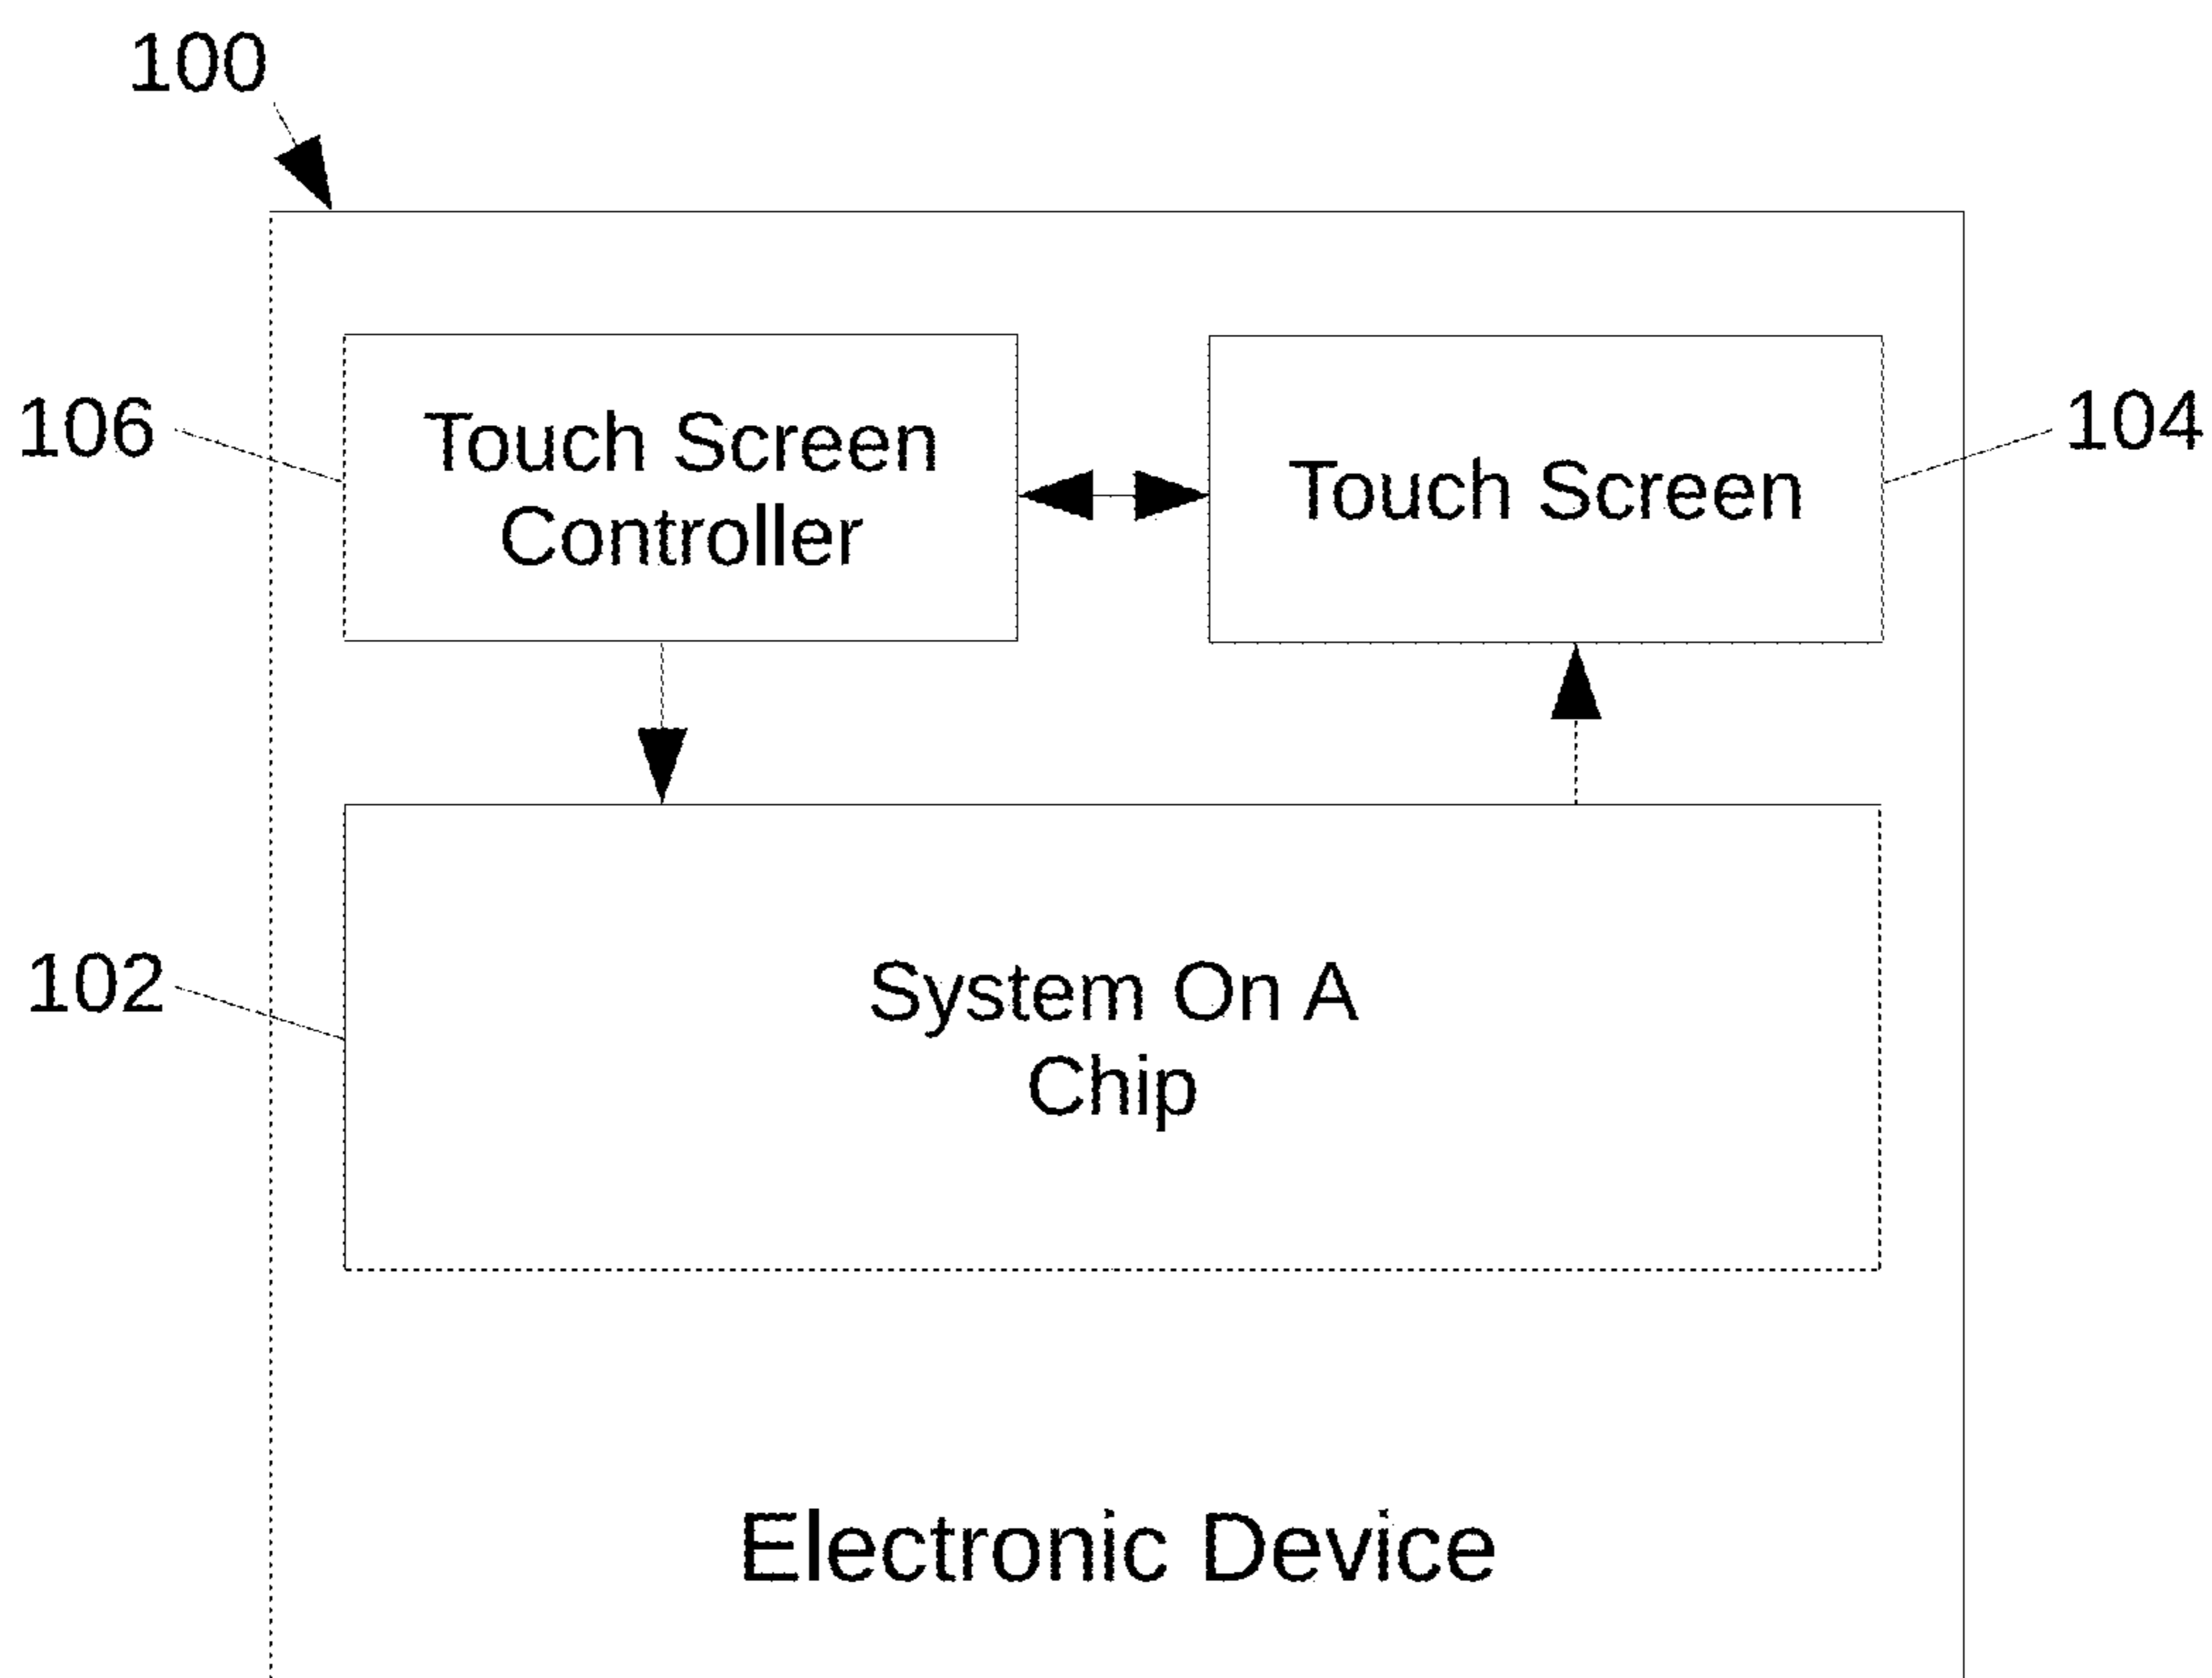 100
106
Touch Screen
Controller
Touch Screen
104
102
System On A
Chip
Electronic Device